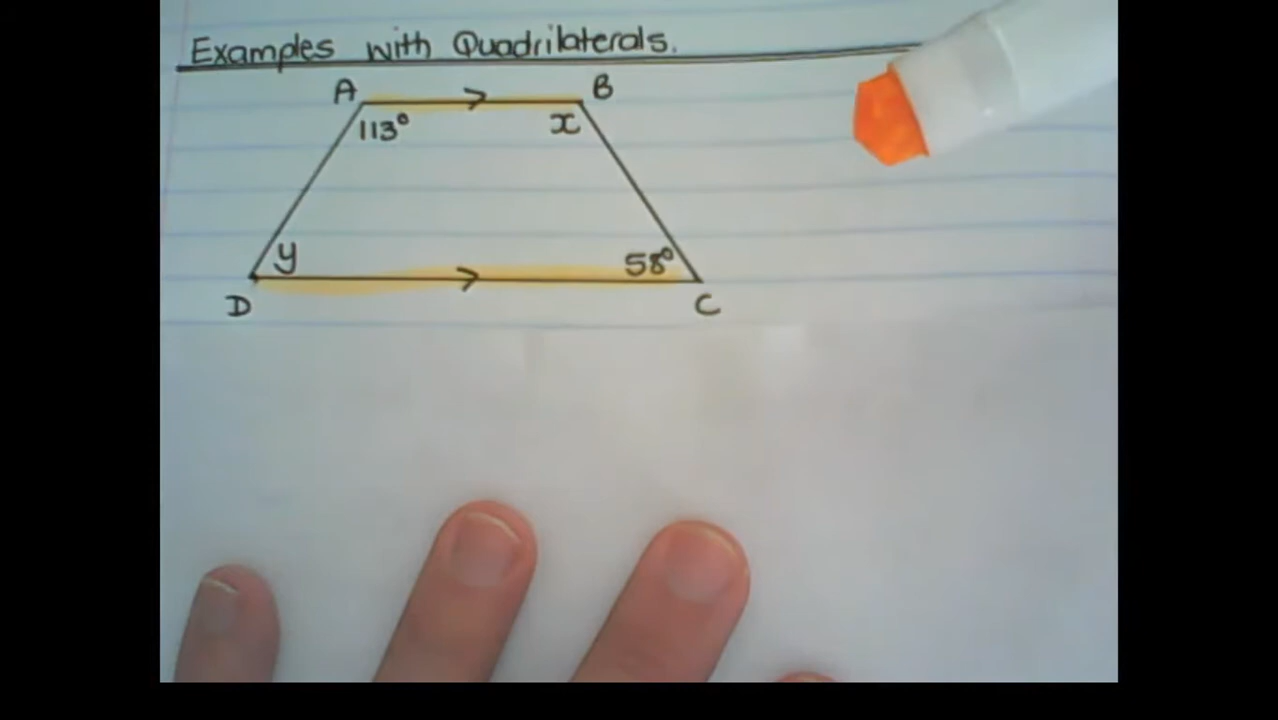 Examples with Quadrilaterals.
A B
113° x
y 58°
D C